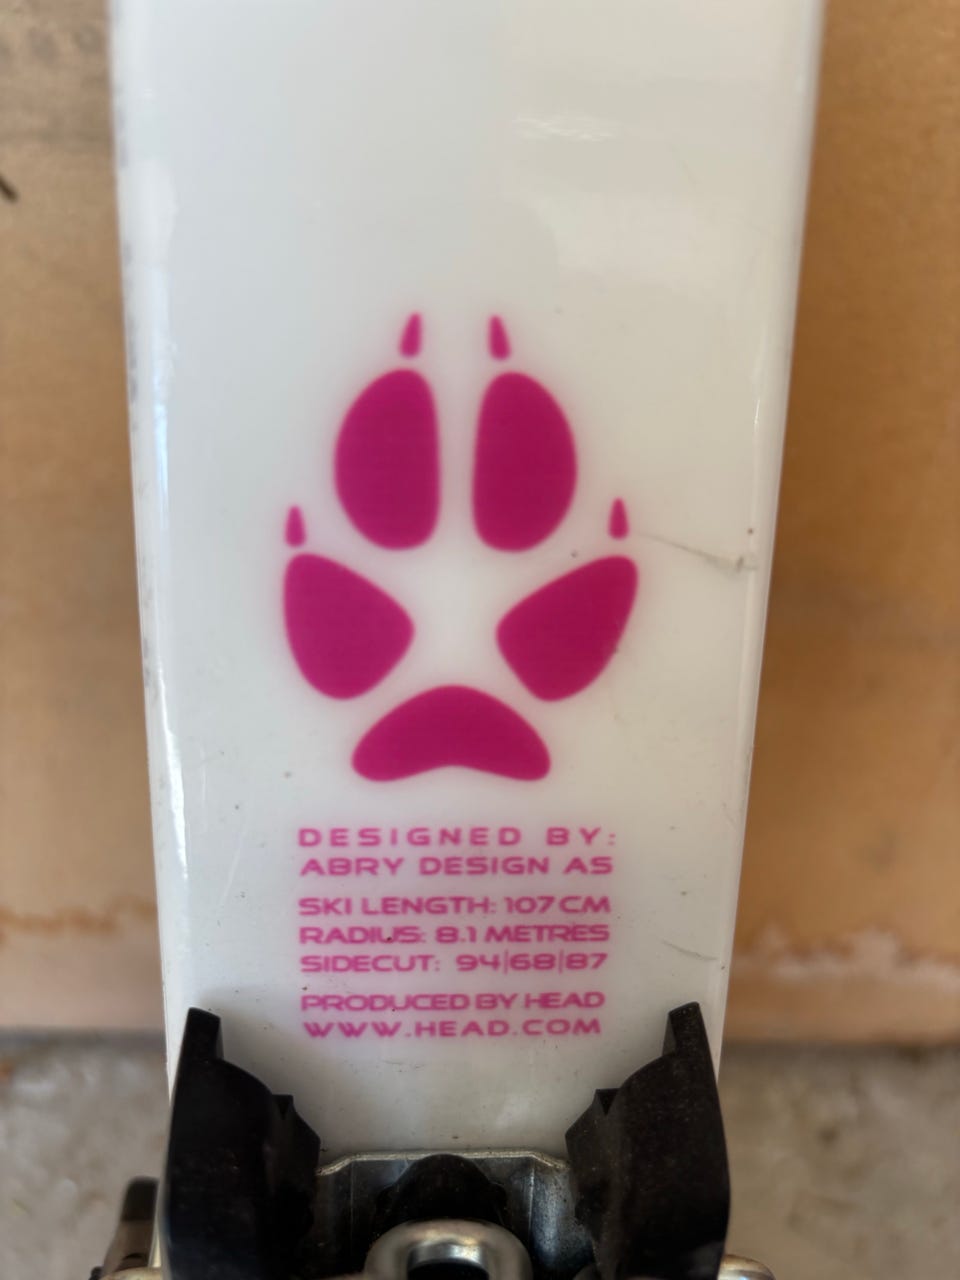 DESIGNED BY:
ABRY DESIGN AS
SKI LENGTH: 107 CM
RADIUS: 8.1 METRES
SIDECUT: 94|68|87
PRODUCED BY HEAD
WWW.HEAD.COM